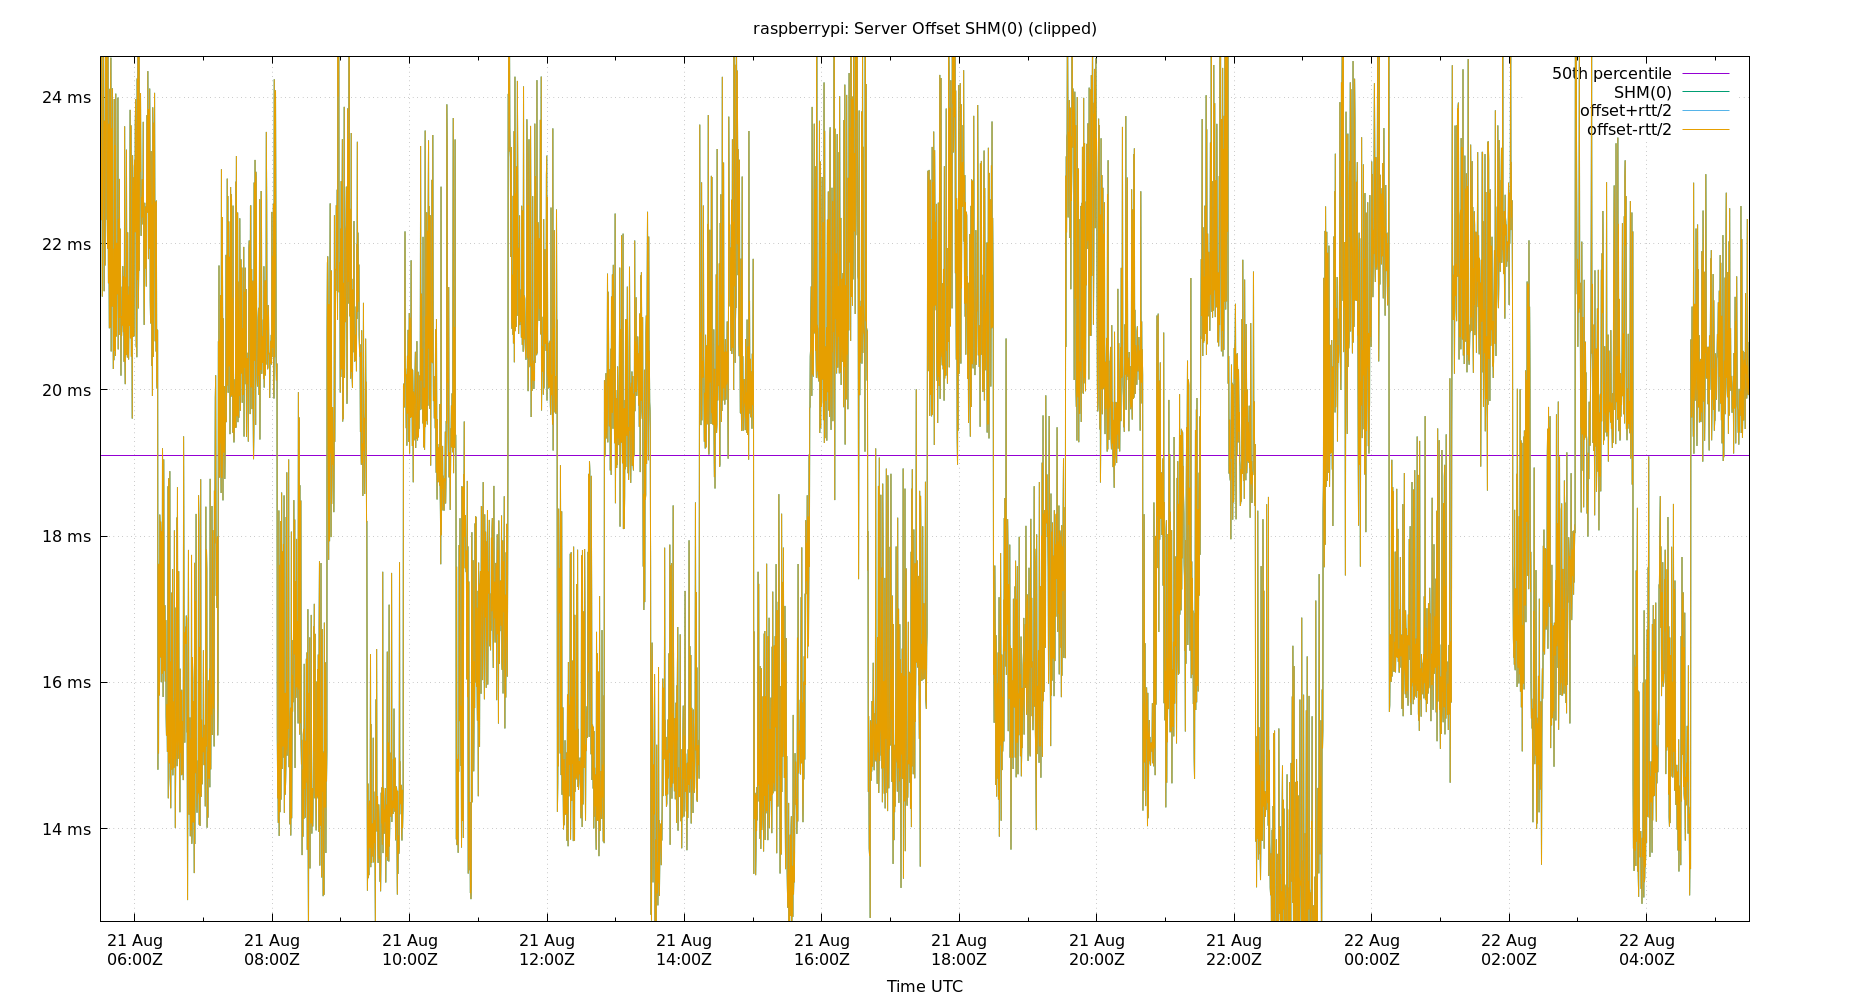 raspberrypi: Server Offset SHM(0) (clipped)
24 ms
22 ms
20 ms
18 ms
16 ms
14 ms
50th percentile
SHM(0)
offset+rtt/2
offset-rtt/2
21 Aug 21 Aug 21 Aug 21 Aug 21 Aug 21 Aug 21 Aug 21 Aug 21 Aug 22 Aug 22 Aug 22 Aug
06:00Z 08:00Z 10:00Z 12:00Z 14:00Z 16:00Z 18:00Z 20:00Z 22:00Z 00:00Z 02:00Z 04:00Z
Time UTC